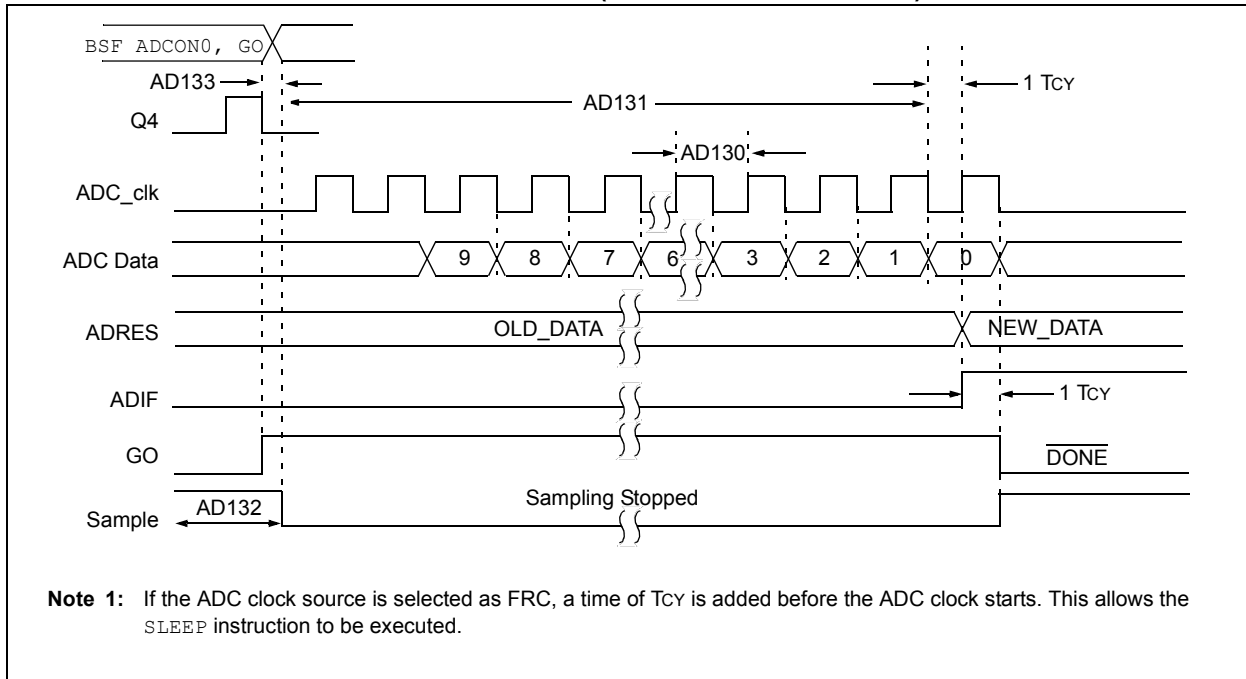 BSF ADCON0, GO
AD133
1 TCY
AD131
Q4
AD130
ADC_clk
ADC Data
9 8 7 6 3 2 1 0
ADRES
OLD_DATA
NEW_DATA
ADIF
1 TCY
GO
DONE
AD132
Sampling Stopped
Sample
Note 1: If the ADC clock source is selected as FRC, a time of TCY is added before the ADC clock starts. This allows the
SLEEP instruction to be executed.